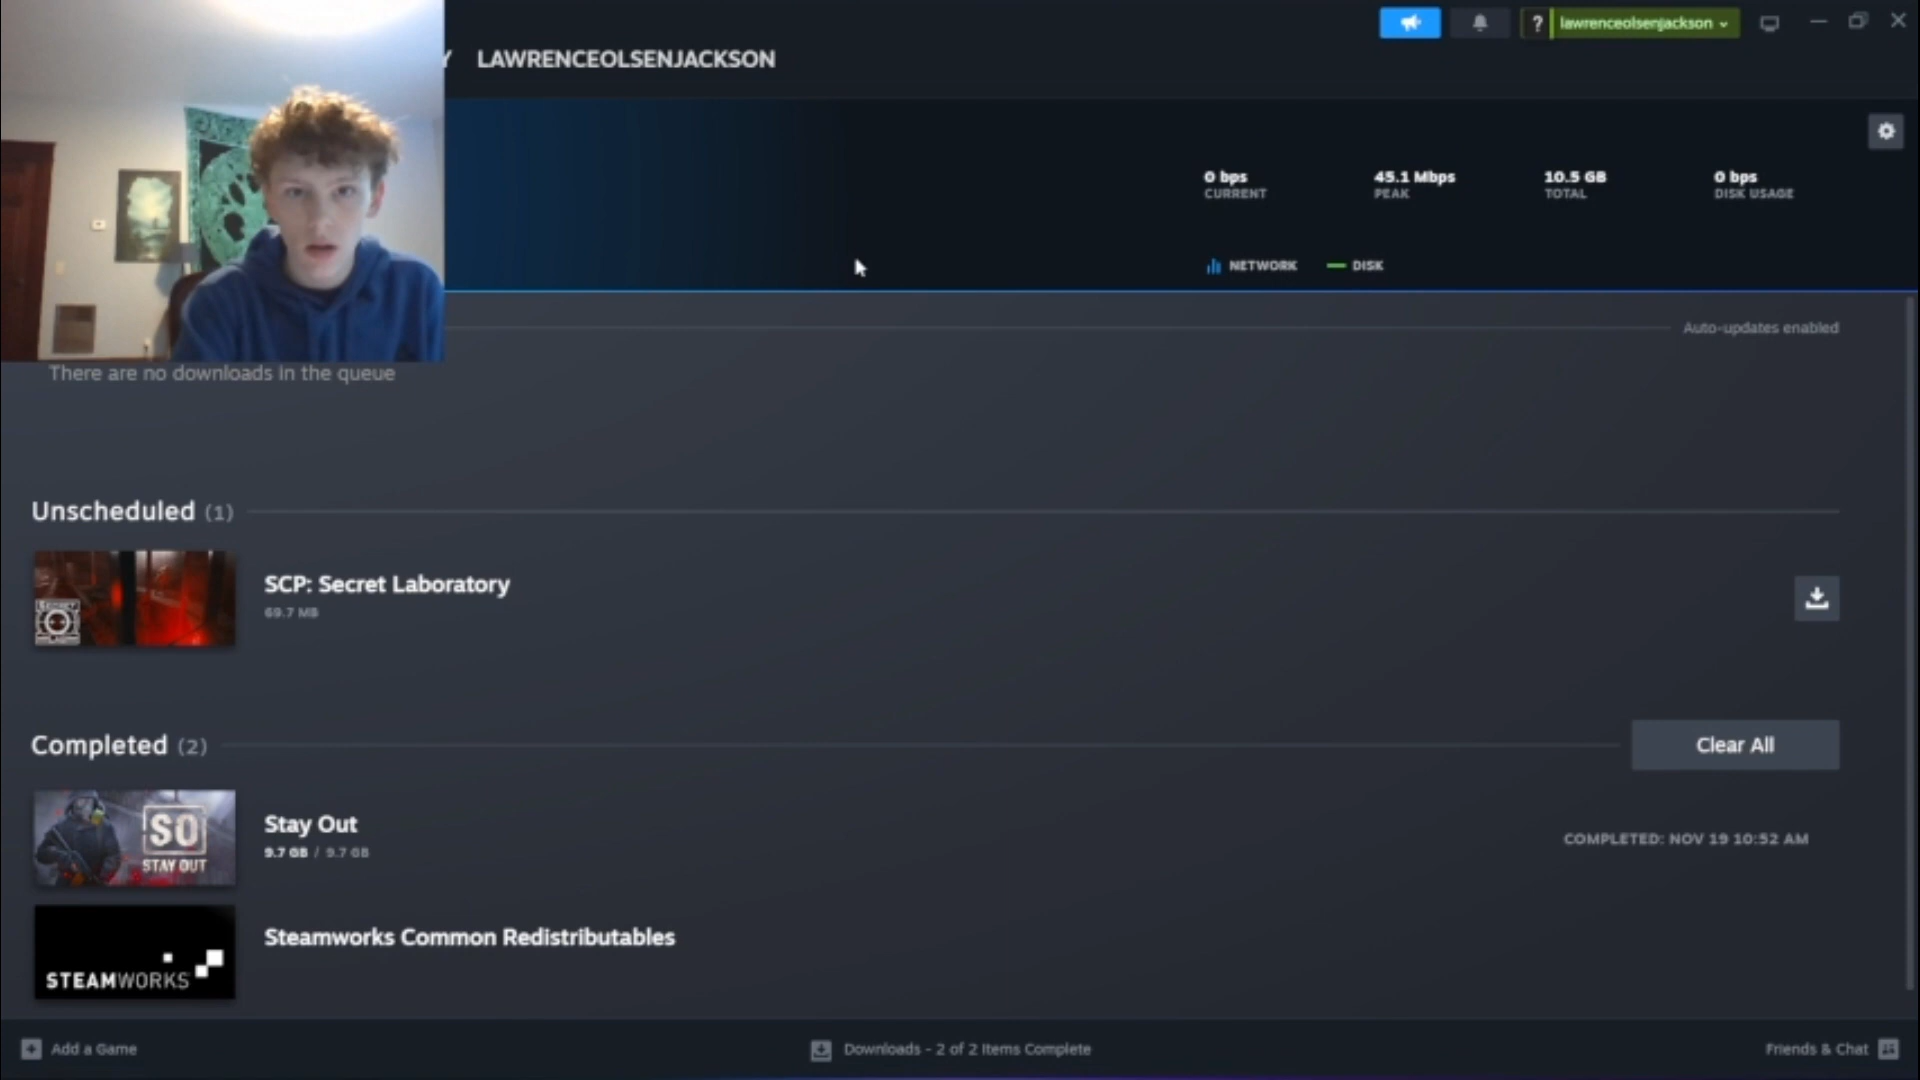 lawrenceolsenjackson
Y LAWRENCEOLSENJACKSON
0 bps
CURRENT
45.1 Mbps
PEAK
10.5 GB
TOTAL
0 bps
DISK USAGE
NETWORK
DISK
Auto-updates enabled
There are no downloads in the queue
Unscheduled (1)
SCP: Secret Laboratory
69.7 MB
SECRET
Completed (2)
Clear All
SO
STAY OUT
Stay Out
9.7 GB / 9.7 GB
COMPLETED: NOV 19 10:52 AM
STEAMWORKS
Steamworks Common Redistributables
Add a Game
Downloads - 2 of 2 Items Complete
Friends & Chat